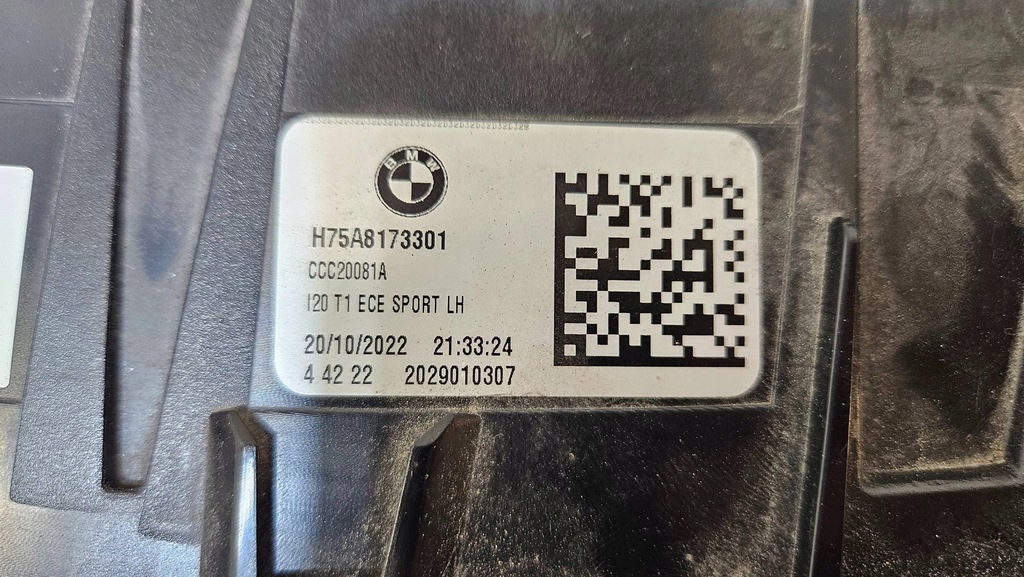 BMW
H75A8173301
CCC20081A
I20 T1 ECE SPORT LH
20/10/2022 21:33:24
4 42 22 2029010307